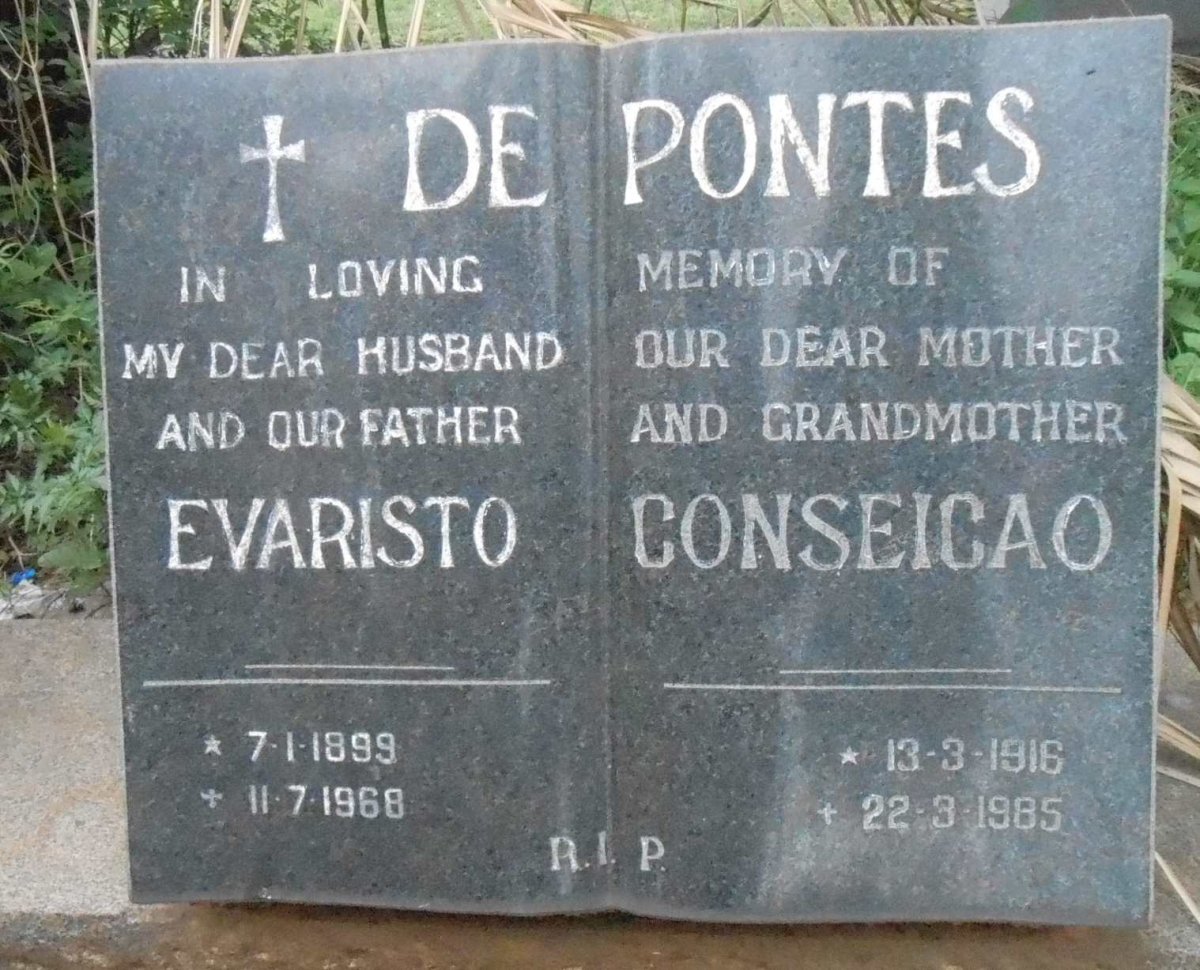 DE PONTES
IN LOVING MEMORY OF
MY DEAR HUSBAND
AND OUR FATHER
EVARISTO
* 7-1-1899
+ 11-7-1968
OUR DEAR MOTHER
AND GRANDMOTHER
CONSEICAO
* 13-3-1916
+ 22-3-1985
R.I.P.